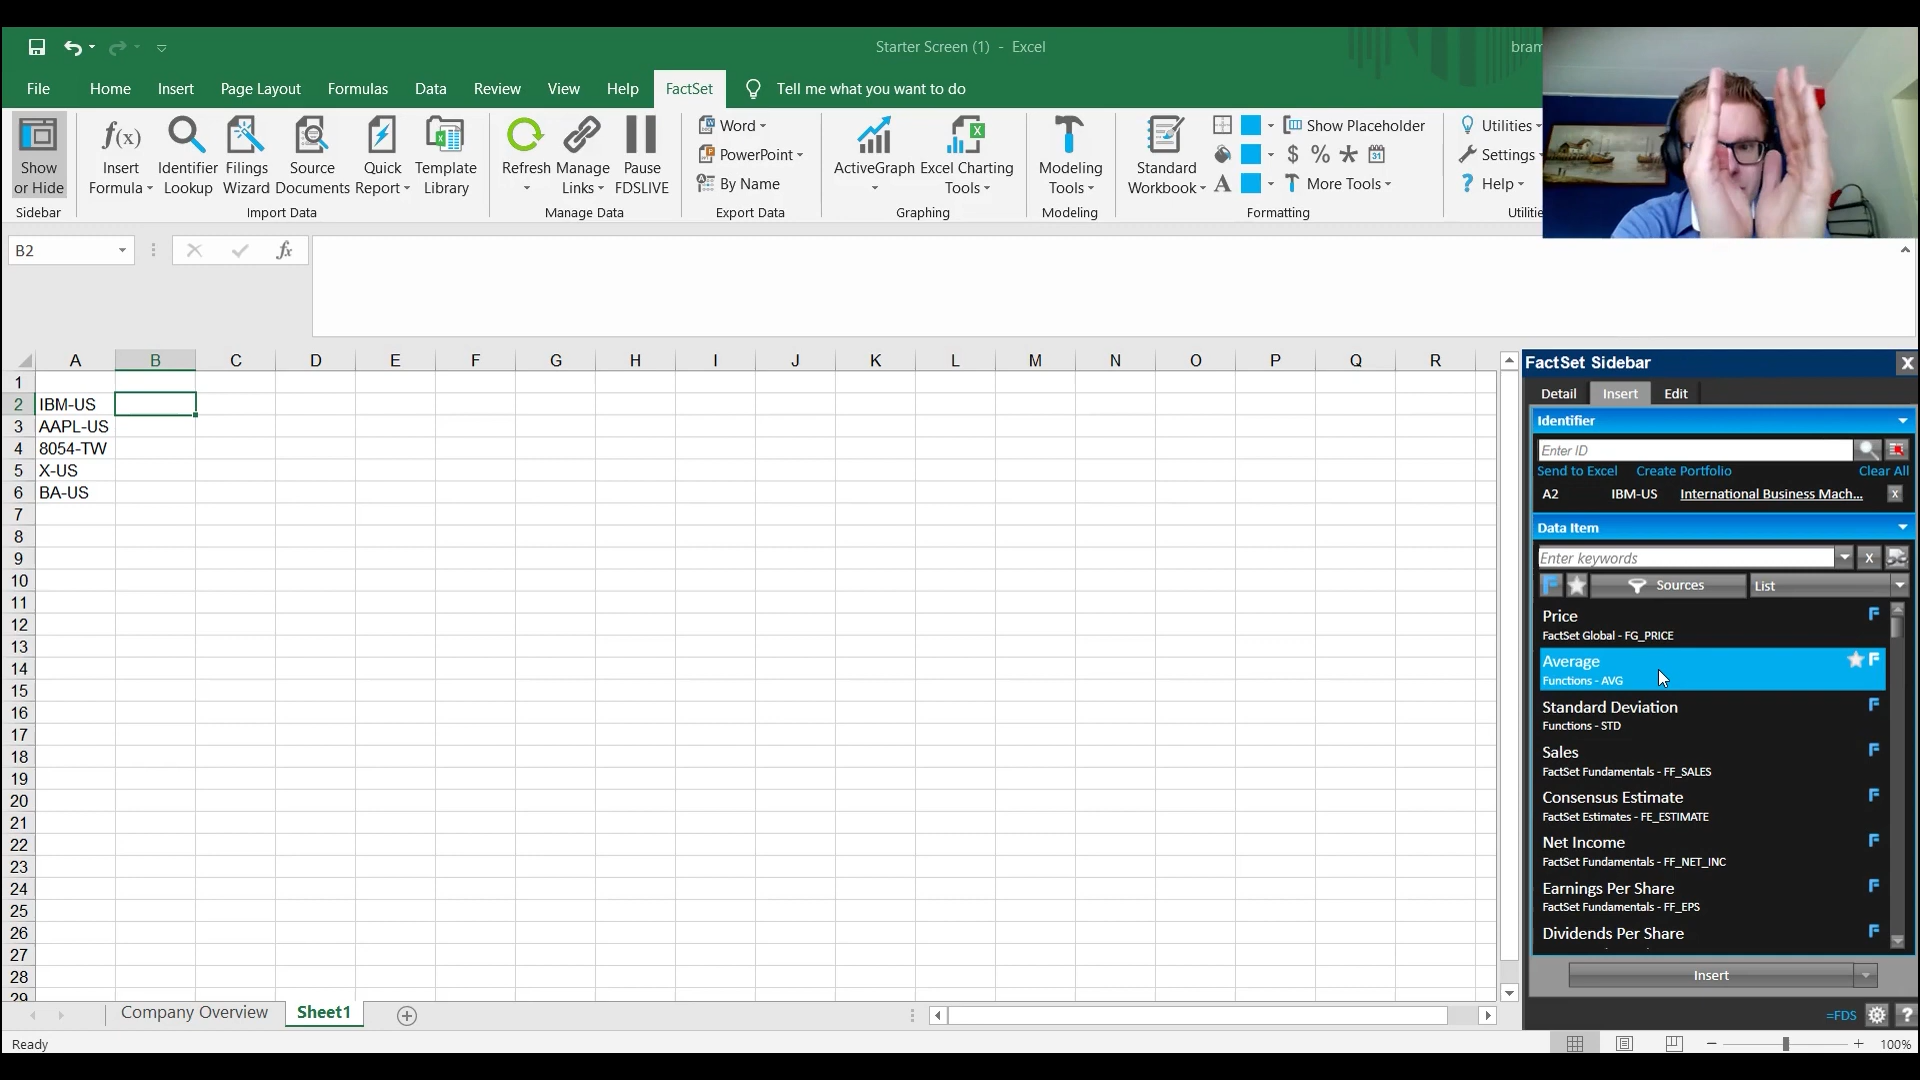 Starter Screen (1) - Excel
bram
File Home Insert Page Layout Formulas Data Review View Help FactSet Tell me what you want to do
Show or Hide
Sidebar
f(x)
Insert Formula
Identifier Lookup
Filings Wizard
Source Documents
Quick Report
Template Library
Import Data
Refresh
Manage Links
Pause FDSLIVE
Manage Data
Word
PowerPoint
By Name
Export Data
ActiveGraph
Excel Charting Tools
Graphing
Modeling Tools
Modeling
Standard Workbook
Show Placeholder
$ %
A
More Tools
Formatting
Utilities
Settings
Help
Utilitie
B2
fx
A B C D E F G H I J K L M N O P Q R
1
2 IBM-US
3 AAPL-US
4 8054-TW
5 X-US
6 BA-US
7
8
9
10
11
12
13
14
15
16
17
18
19
20
21
22
23
24
25
26
27
28
29
FactSet Sidebar
Detail Insert Edit
Identifier
Enter ID
Send to Excel Create Portfolio Clear All
A2 IBM-US International Business Mach... x
Data Item
Enter keywords x
Sources List
Price
FactSet Global - FG_PRICE
Average
Functions - AVG
Standard Deviation
Functions - STD
Sales
FactSet Fundamentals - FF_SALES
Consensus Estimate
FactSet Estimates - FE_ESTIMATE
Net Income
FactSet Fundamentals - FF_NET_INC
Earnings Per Share
FactSet Fundamentals - FF_EPS
Dividends Per Share
Insert
=FDS ?
Company Overview Sheet1
Ready
100%